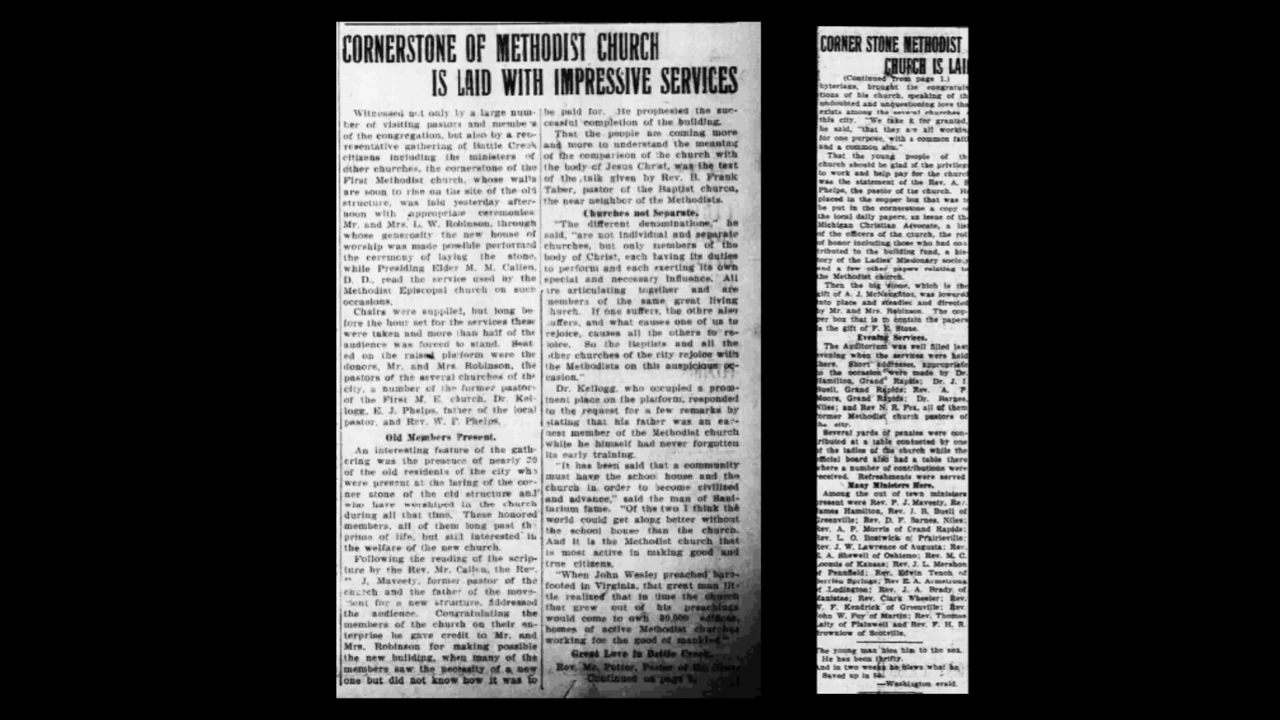 CORNERSTONE OF METHODIST CHURCH
IS LAID WITH IMPRESSIVE SERVICES
Witnessed not only by a large num-
ber of visiting pastors and members
of the congregation, but also by a rep-
resentative gathering of Battle Creek
citizens including the ministers of
other churches, the cornerstone of the
First Methodist church, whose walls
are soon to rise on the site of the old
structure, was laid yesterday after-
noon with appropriate ceremonies
Mr. and Mrs. L. W. Robinson, through
whose generosity the new house of
worship was made possible performed
the ceremony of laying the stone,
while Presiding Elder M. M. Callen,
D. D., read the service used by the
Methodist Episcopal church on such
occasions.
Chairs were supplied, but long be-
fore the hour set for the services these
were taken and more than half of the
audience was forced to stand. Seat-
ed on the raised platform were the
donors, Mr. and Mrs. Robinson, the
pastors of the several churches of the
city, a number of the former pastors
of the First M. E. church, Dr. Kel-
logg, E. J. Phelps, father of the local
pastor, and Rev. W. F. Phelps.
Old Members Present.
An interesting feature of the gath-
ering was the presence of nearly 20
of the old residents of the city who
were present at the laying of the cor-
ner stone of the old structure and
who have worshiped in the church
during all that time. These honored
members, all of them long past the
prime of life, but still interested in
the welfare of the new church.
Following the reading of the scrip-
ture by the Rev. Mr. Callen, the Rev.
J. Maveety, former pastor of the
church and the father of the move-
ment for a new structure, addressed
the audience. Congratulating the
members of the church on their en-
terprise he gave credit to Mr. and
Mrs. Robinson for making possible
the new building, when many of the
members saw the necessity of a new
one but did not know how it was to
be paid for. He prophesied the suc-
cessful completion of the building.
That the people are coming more
and more to understand the meaning
of the comparison of the church with
the body of Jesus Christ, was the text
of the talk given by Rev. B. Frank
Taber, pastor of the Baptist church,
the near neighbor of the Methodists.
Churches not Separate.
"The different denominations," he
said, "are not individual and separate
churches, but only members of the
body of Christ, each having its duties
to perform and each exerting its own
special and necessary influence. All
are articulating together and are
members of the same great living
church. If one suffers, the othre also
suffers, and what causes one of us to
rejoice, causes all the others to re-
joice. So the Baptists and all the
other churches of the city rejoice with
the Methodists on this auspicious oc-
casion."
Dr. Kellogg, who occupied a prom-
inent place on the platform, responded
to the request for a few remarks by
stating that his father was an ear-
nest member of the Methodist church
while he himself had never forgotten
its early training.
"It has been said that a community
must have the school house and the
church in order to become civilized
and advance," said the man of Sani-
tarium fame. "Of the two I think the
world could get along better without
the school house than the church.
And it is the Methodist church that
is most active in making good and
true citizens.
"When John Wesley preached bare-
footed in Virginia, that great man lit-
tle realized that in time the church
that grew out of his preachings
would come to own 30,000 edifices,
homes of active Methodist churches
working for the good of mankind."
Great Love in Battle Creek.
Rev. Mr. Potter, Pastor of the
Continued on page
CORNER STONE METHODIST
CHURCH IS LAI
(Continued from page 1.)
byterians, brought the congratula
tions of his church, speaking of th
undoubted and unquestioning love tha
exists among the several churches
this city. "We take it for granted,
he said, "that they are all working
for one purpose, with a common fait
and a common aim."
That the young people of th
church should be glad of the privilege
to work and help pay for the church
was the statement of the Rev. A. S
Phelps, the pastor of the church. H
placed in the copper box that was t
be put in the cornerstone a copy o
the local daily papers, an issue of the
Michigan Christian Advocate, a lis
of the officers of the church, the rol
of honor including those who had con
tributed to the building fund, a his-
tory of the Ladies' Missionary society
and a few other papers relating to
the Methodist church.
Then the big stone, which is the
gift of A. J. McNaughton, was lowered
into place and steadied and directed
by Mr. and Mrs. Robinson. The cop-
per box that is to contain the papers
is the gift of F. E. Stone.
Evening Services.
The Auditorium was well filled last
evening when the services were held
there. Short addresses, appropriate
to the occasion were made by Dr.
Hamilton, Grand Rapids; Dr. J. I
Buell, Grand Rapids; Rev. A. P
Moors, Grand Rapids; Dr. Barnes,
Niles; and Rev N. R. Fox, all of them
former Methodist church pastors of
the city.
Several yards of pennies were con-
tributed at a table conducted by one
of the ladies of the church while the
official board also had a table there
where a number of contributions were
received. Refreshments were served
Many Ministers Here.
Among the out of town ministers
present were Rev. P. J. Maveety, Rev.
James Hamilton, Rev. J. B. Buell of
Greenville; Rev. D. F. Barnes, Niles;
Rev. A. P. Morris of Grand Rapids;
Rev. L. O. Bostwick of Prairieville;
Rev. J. W. Lawrence of Augusta; Rev.
E. A. Shewell of Oshtemo; Rev. M. C.
Loomis of Kansas; Rev. J. L. Mershon
of Pennfield; Rev. Edwin Tench of
Berrien Springs; Rev E. A. Armstrong
of Ledington; Rev. J. A. Brady of
Manistee; Rev. Clark Wheeler; Rev.
W. F. Kendrick of Greenville; Rev.
John W. Foy of Martin; Rev. Thomas
Laity of Plainwell and Rev. F. H. R.
Brownlow of Scotville.
The young man hies him to the sea,
He has been thrifty.
And in two weeks he blows what he
Saved up in 50.
—Washington erald.